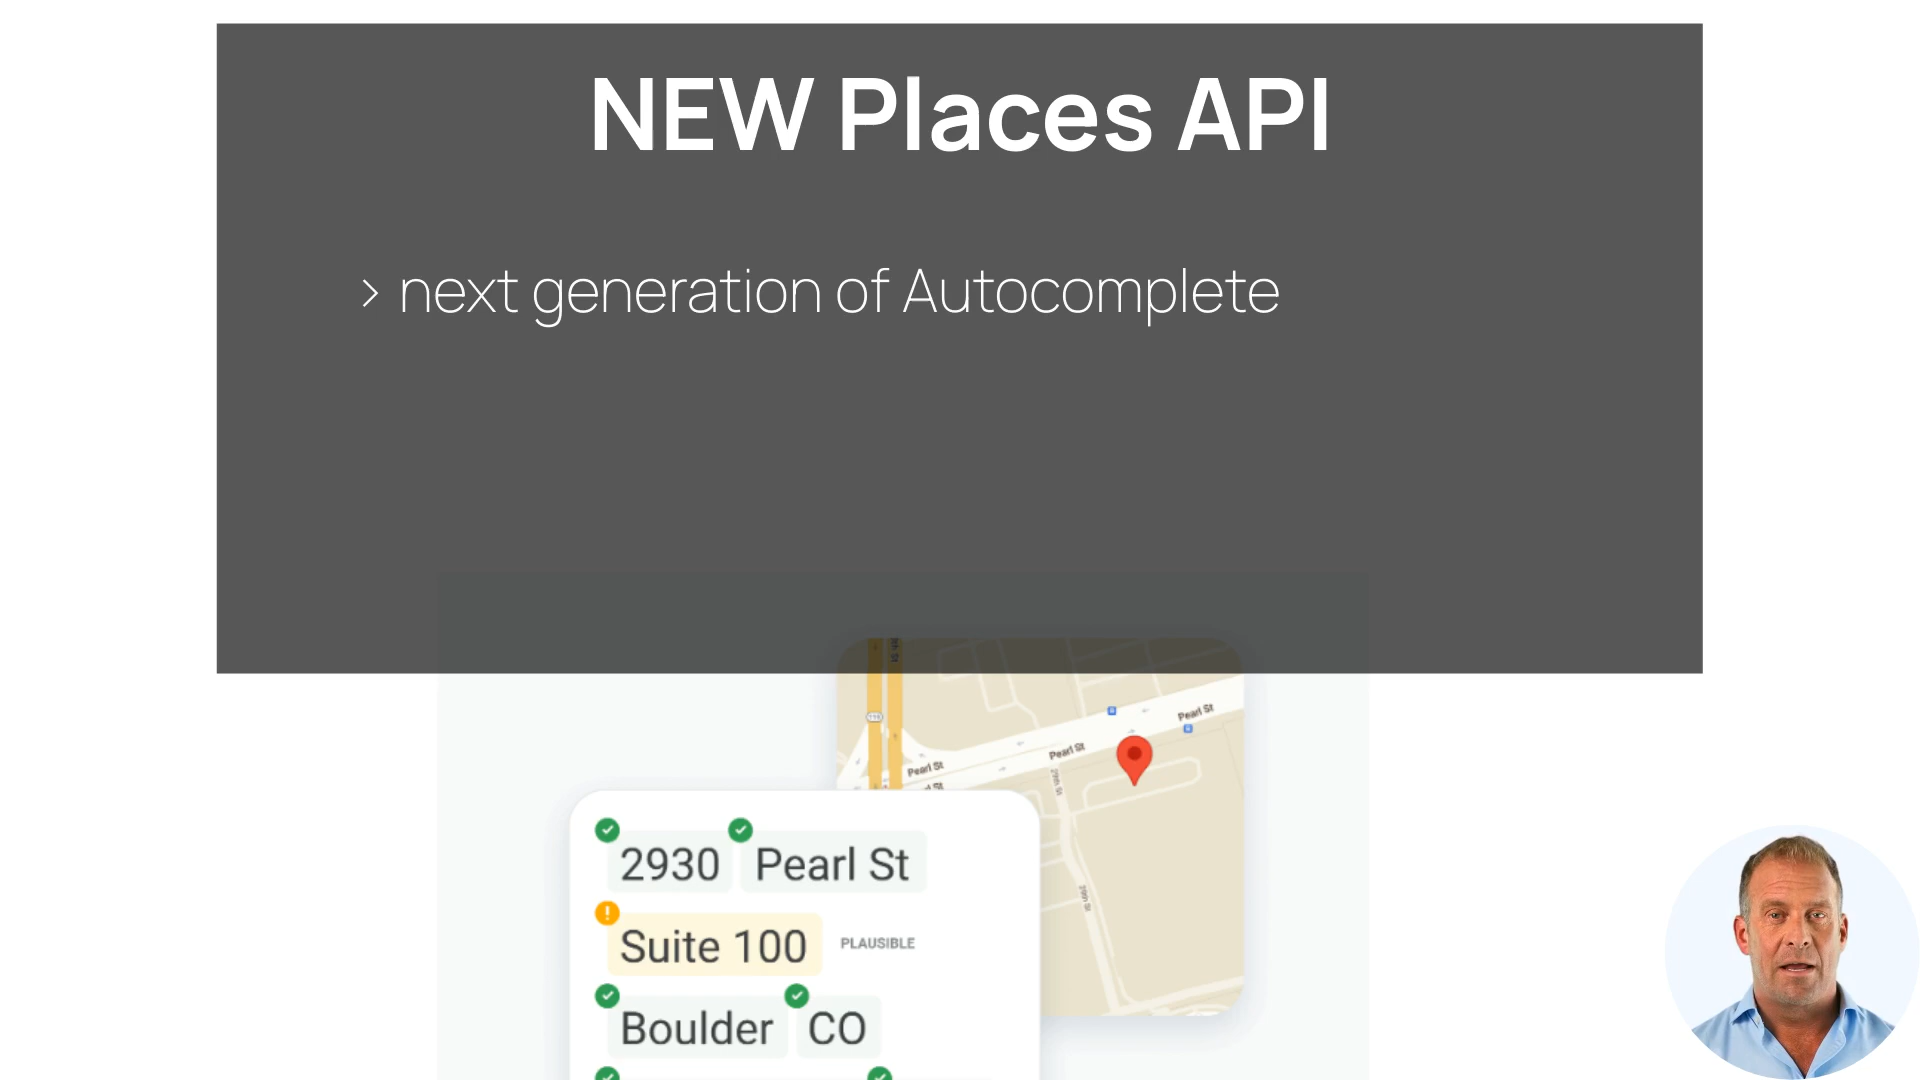 NEW Places API
> next generation of Autocomplete
Pearl St
Pearl St
Pearl St
2930 Pearl St
Suite 100 PLAUSIBLE
Boulder CO